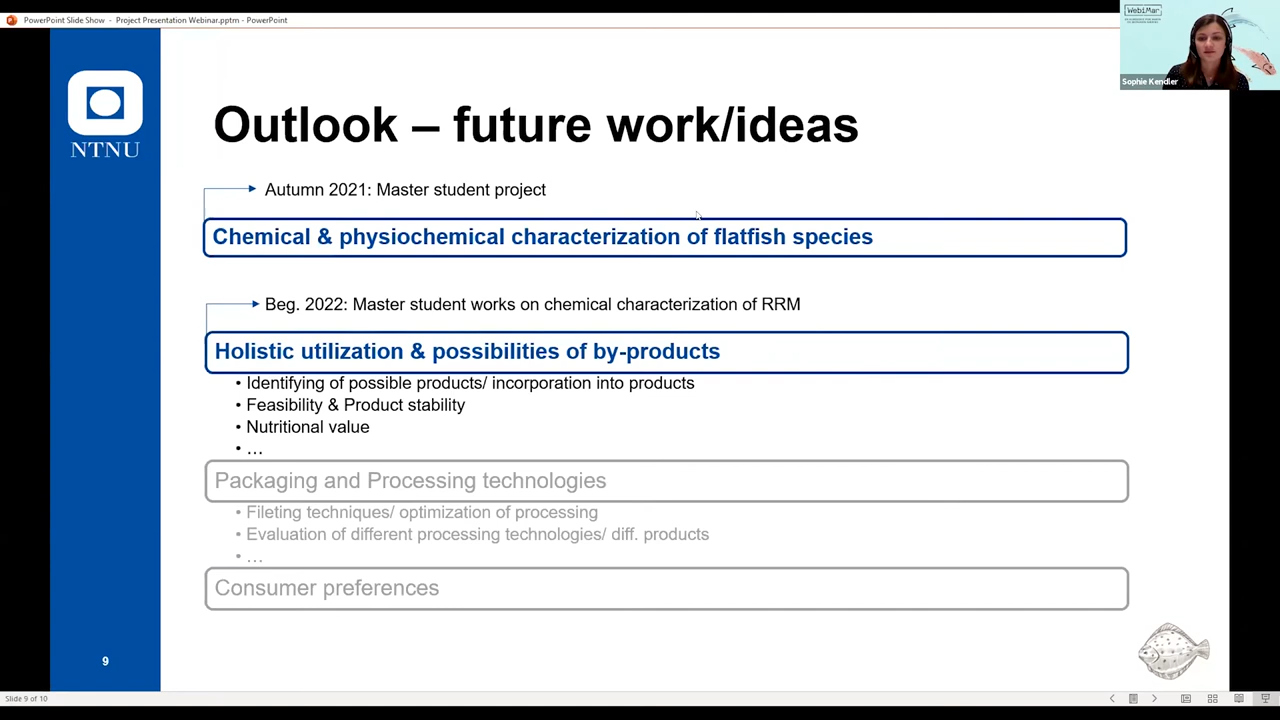 PowerPoint Slide Show - Project Presentation Webinar.pptm - PowerPoint
WebiMar
Sophie Kendler
NTNU
Outlook – future work/ideas
Autumn 2021: Master student project
Chemical & physiochemical characterization of flatfish species
Beg. 2022: Master student works on chemical characterization of RRM
Holistic utilization & possibilities of by-products
• Identifying of possible products/ incorporation into products
• Feasibility & Product stability
• Nutritional value
• …
Packaging and Processing technologies
• Fileting techniques/ optimization of processing
• Evaluation of different processing technologies/ diff. products
• …
Consumer preferences
9
Slide 9 of 10